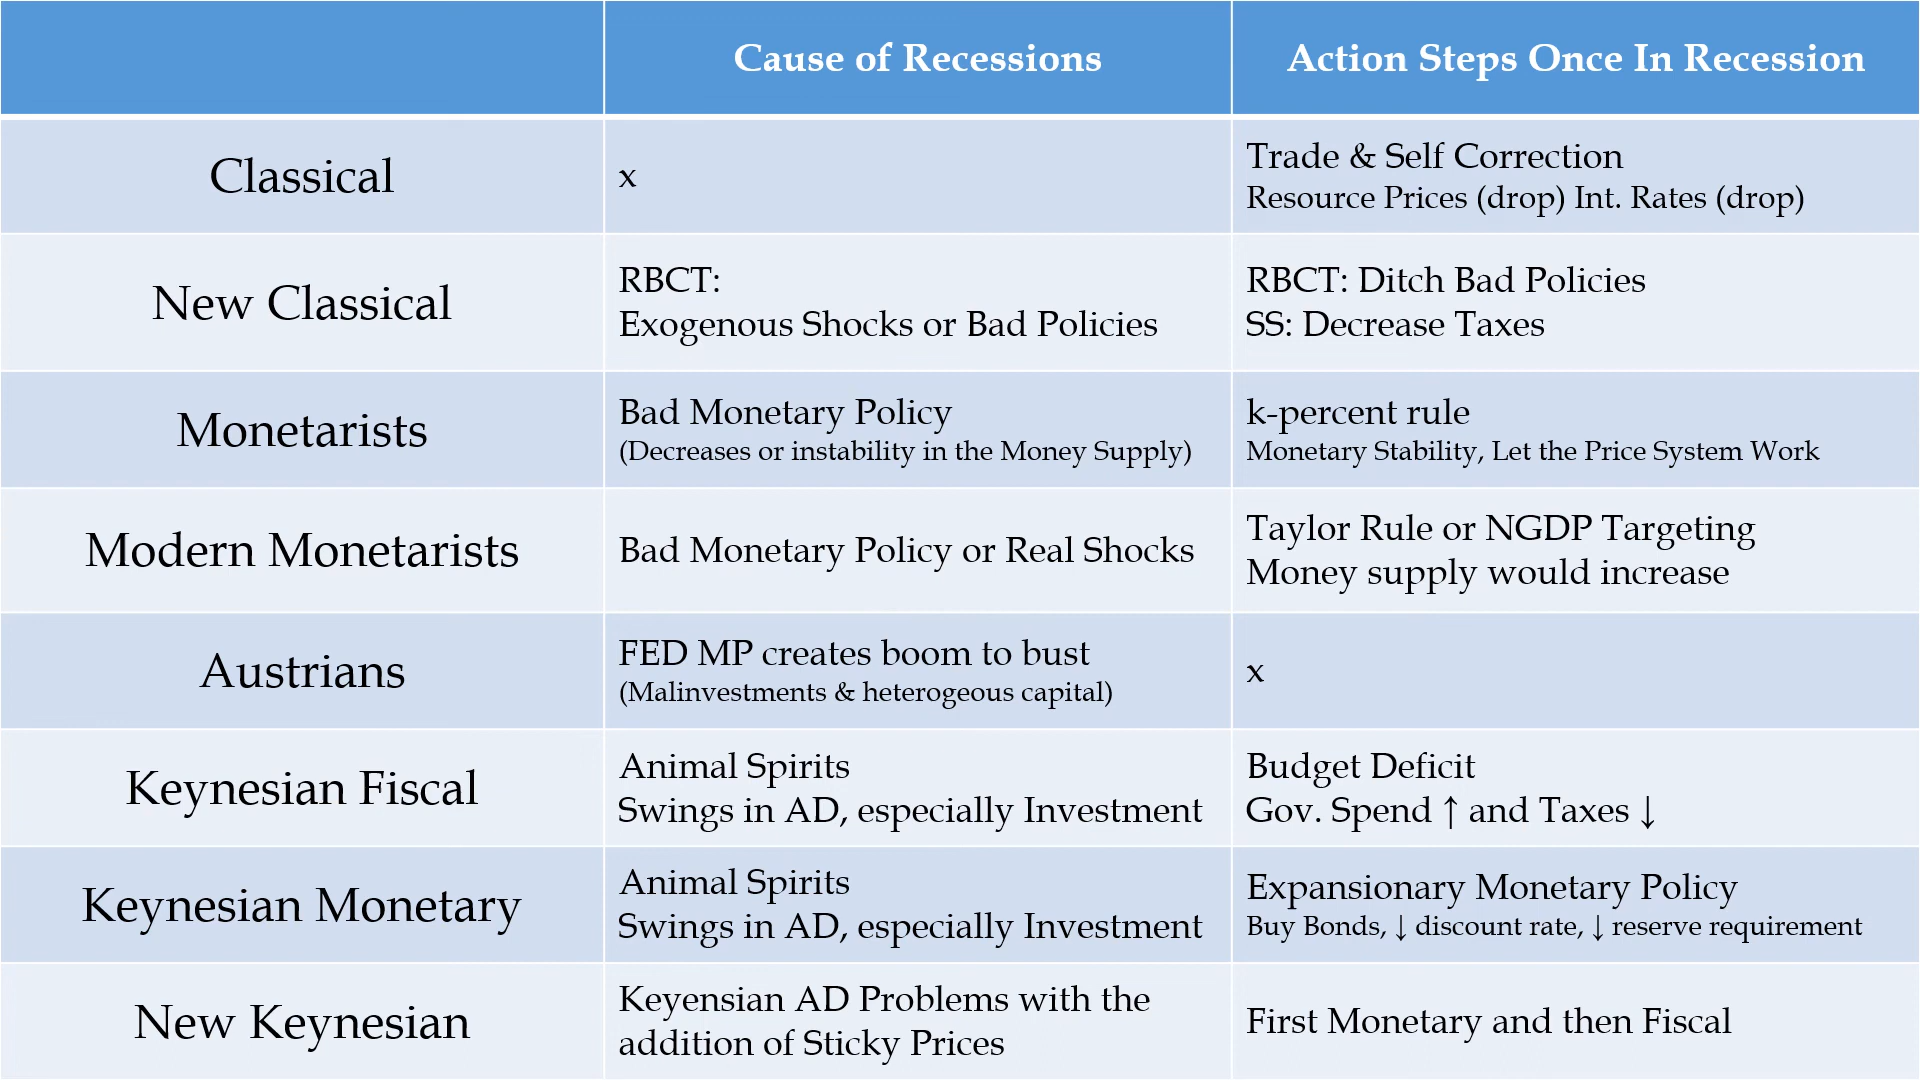 Cause of Recessions
Action Steps Once In Recession
Classical
x
Trade & Self Correction
Resource Prices (drop) Int. Rates (drop)
New Classical
RBCT:
Exogenous Shocks or Bad Policies
RBCT: Ditch Bad Policies
SS: Decrease Taxes
Monetarists
Bad Monetary Policy
(Decreases or instability in the Money Supply)
k-percent rule
Monetary Stability, Let the Price System Work
Modern Monetarists
Bad Monetary Policy or Real Shocks
Taylor Rule or NGDP Targeting
Money supply would increase
Austrians
FED MP creates boom to bust
(Malinvestments & heterogeous capital)
x
Keynesian Fiscal
Animal Spirits
Swings in AD, especially Investment
Budget Deficit
Gov. Spend ↑ and Taxes ↓
Keynesian Monetary
Animal Spirits
Swings in AD, especially Investment
Expansionary Monetary Policy
Buy Bonds, ↓ discount rate, ↓ reserve requirement
New Keynesian
Keyensian AD Problems with the
addition of Sticky Prices
First Monetary and then Fiscal